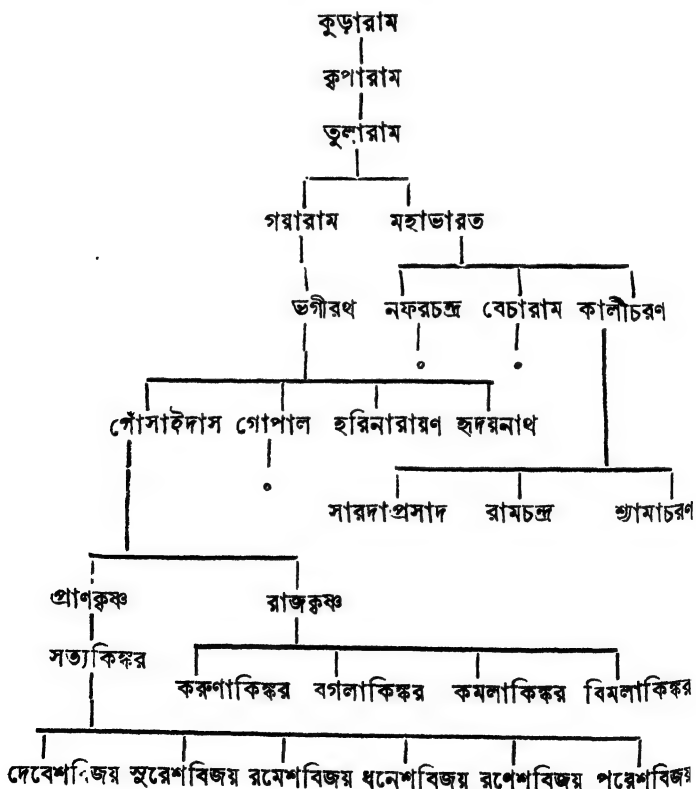 কুড়ারাম
কৃপারাম
তুলারাম
গয়ারাম মহাভারত
ভগীরথ নফরচন্দ্র বেচারাম কালীচরণ
গোঁসাইদাস গোপাল হরিনারায়ণ হৃদয়নাথ
সারদাপ্রসাদ রামচন্দ্র শ্যামাচরণ
প্রাণকৃষ্ণ রাজকৃষ্ণ
সত্যকিঙ্কর
করুণাকিঙ্কর বগলাকিঙ্কর কমলাকিঙ্কর বিমলাকিঙ্কর
দেবেশবিজয় সুরেশবিজয় রমেশবিজয় ধনেশবিজয় রণেশবিজয় পরেশবিজয়